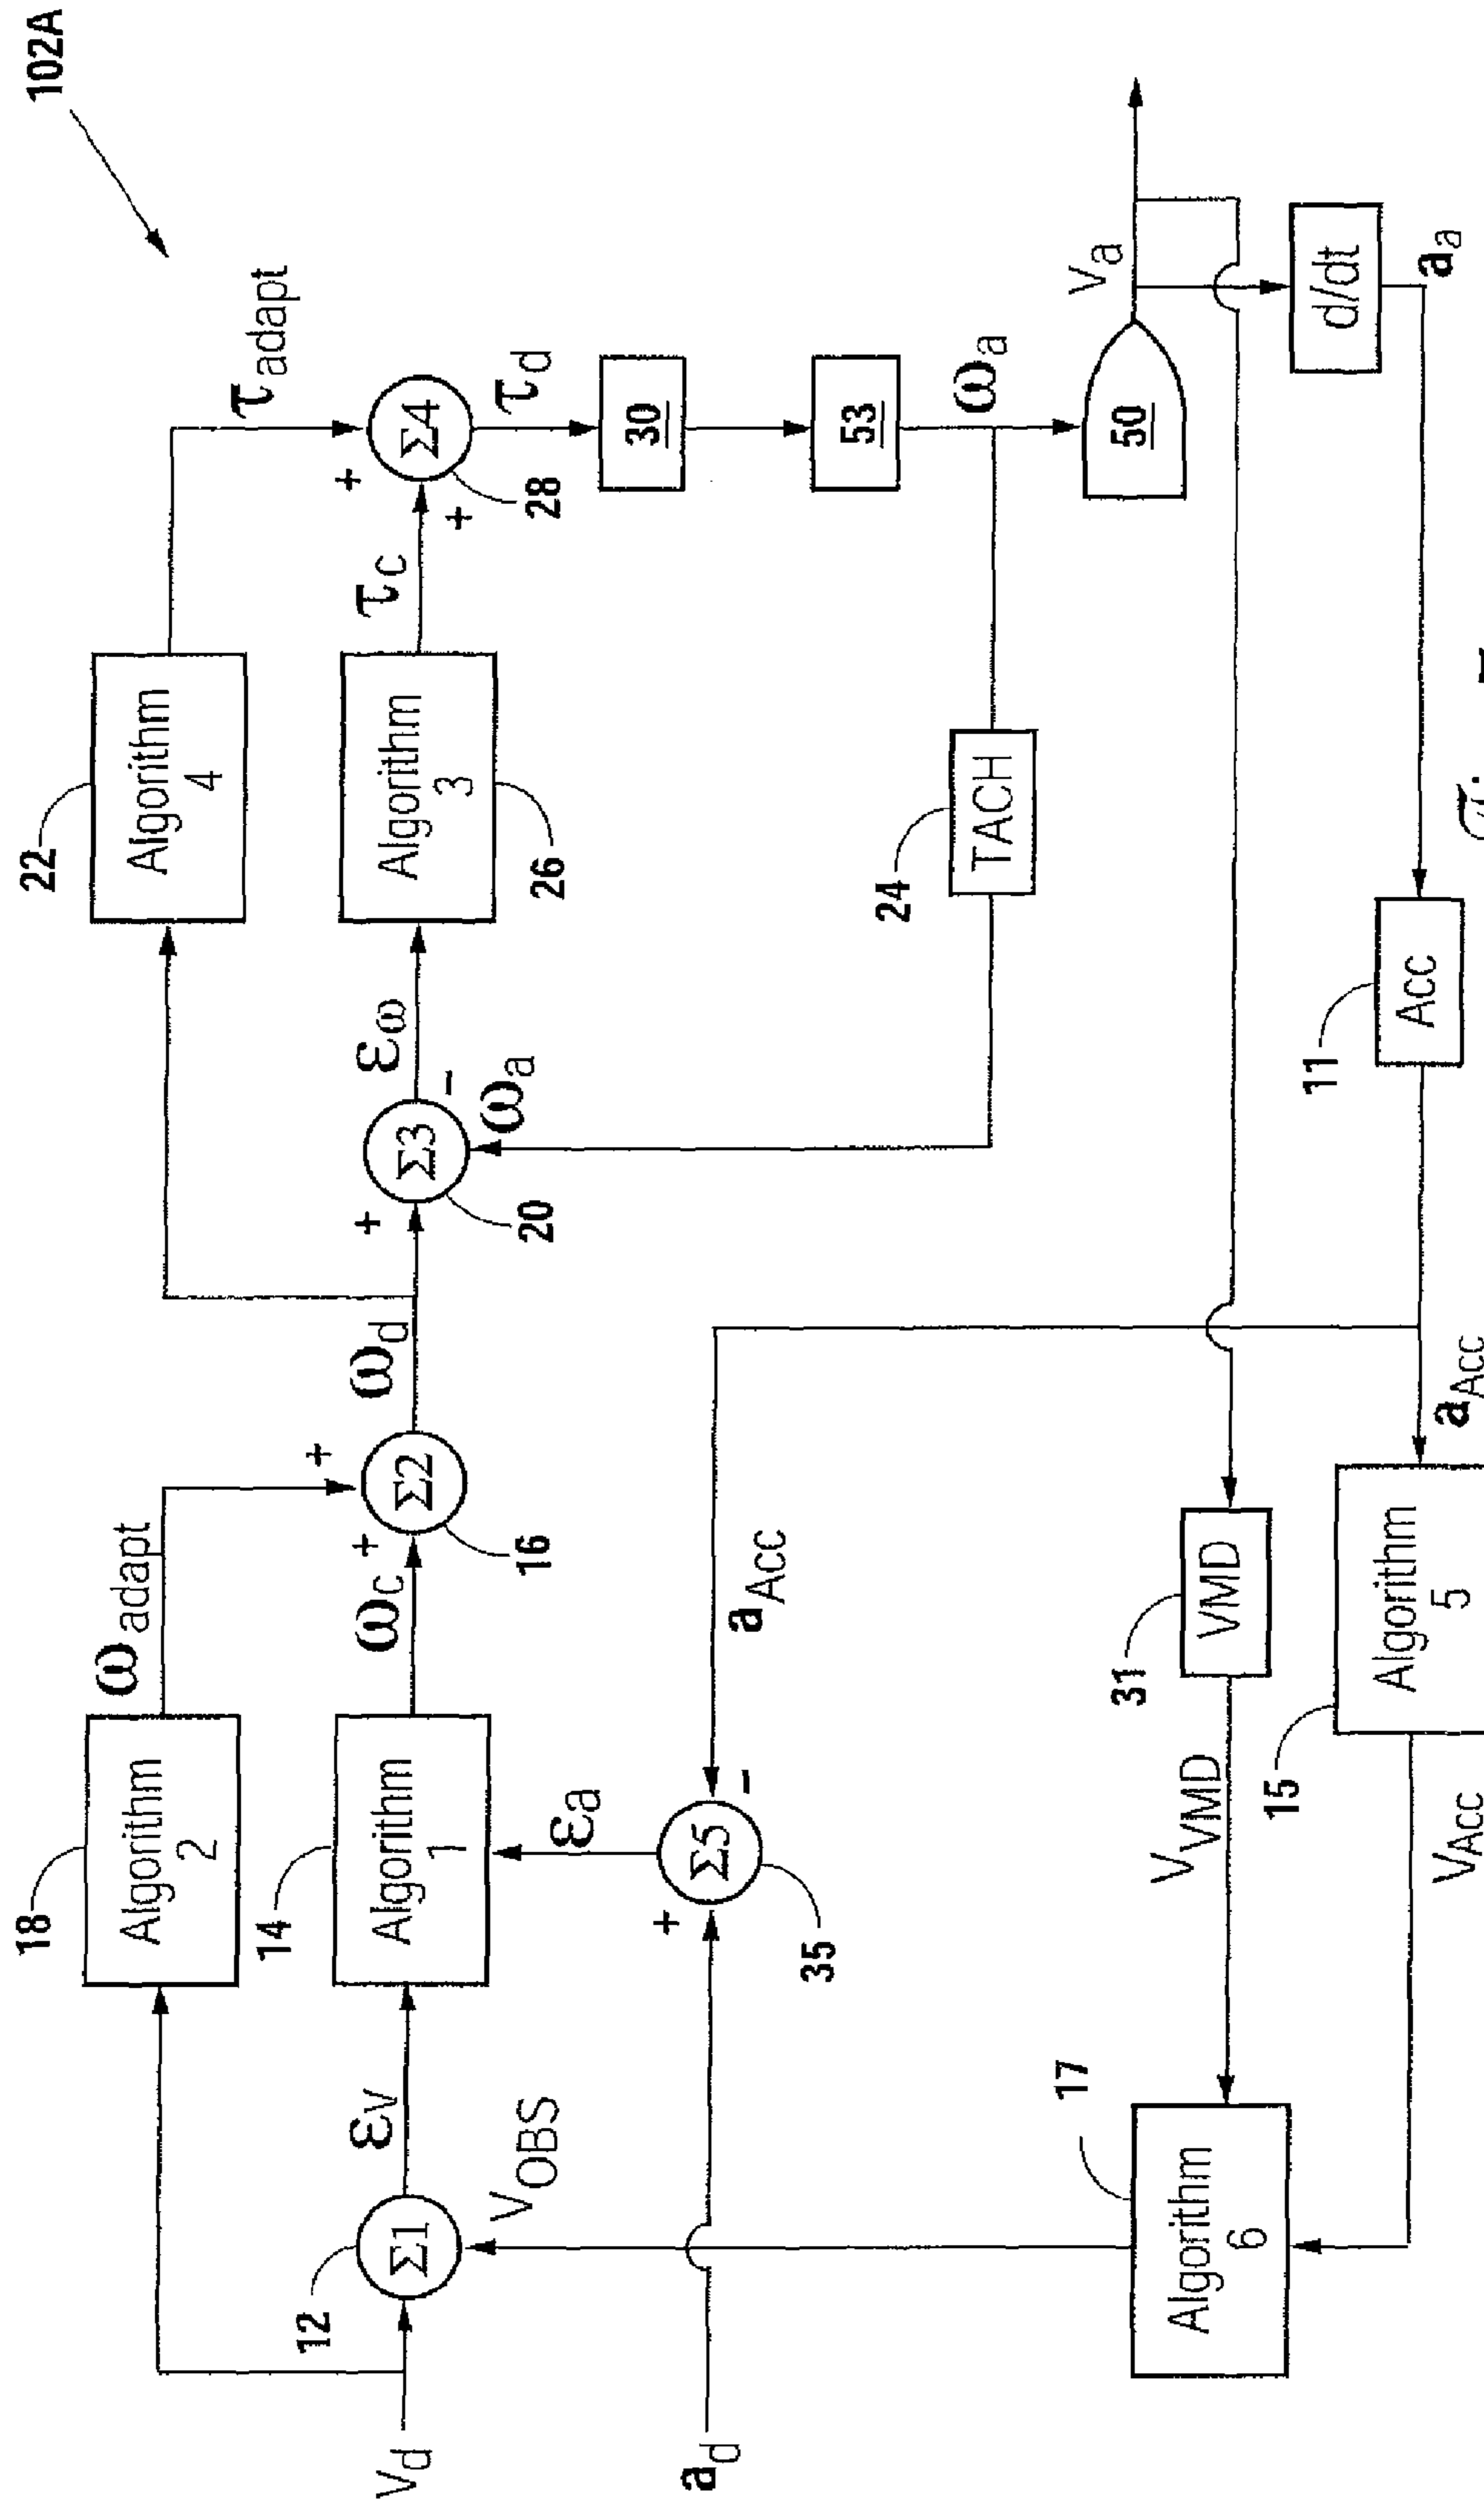 102A
22
Algorithm
4
τadapt
18
Algorithm
2
ωadapt
+
+
Σ4
28
τd
30
53
ωa
50
Va
d/dt
aa
14
Algorithm
1
ωc
+
Σ2
16
ωd
+
Σ3
20
-
ωa
εω
Algorithm
3
26
τc
+
24
TACH
Vd
12
Σ1
εV
VOBS
ad
+
Σ5
35
-
εa
aAcc
17
Algorithm
6
VVMD
31
VMD
VAcc
15
Algorithm
5
aAcc
11
Acc